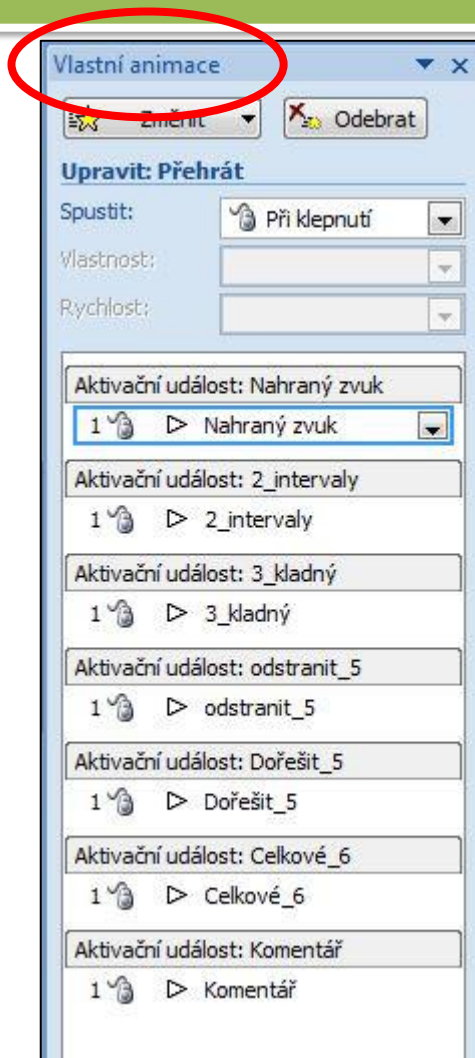 Vlastní animace
Změnit Odebrat
Upravit: Přehrát
Spustit: Při klepnutí
Vlastnost:
Rychlost:
Aktivační událost: Nahraný zvuk
1 Nahraný zvuk
Aktivační událost: 2_intervaly
1 2_intervaly
Aktivační událost: 3_kladný
1 3_kladný
Aktivační událost: odstranit_5
1 odstranit_5
Aktivační událost: Dořešit_5
1 Dořešit_5
Aktivační událost: Celkové_6
1 Celkové_6
Aktivační událost: Komentář
1 Komentář